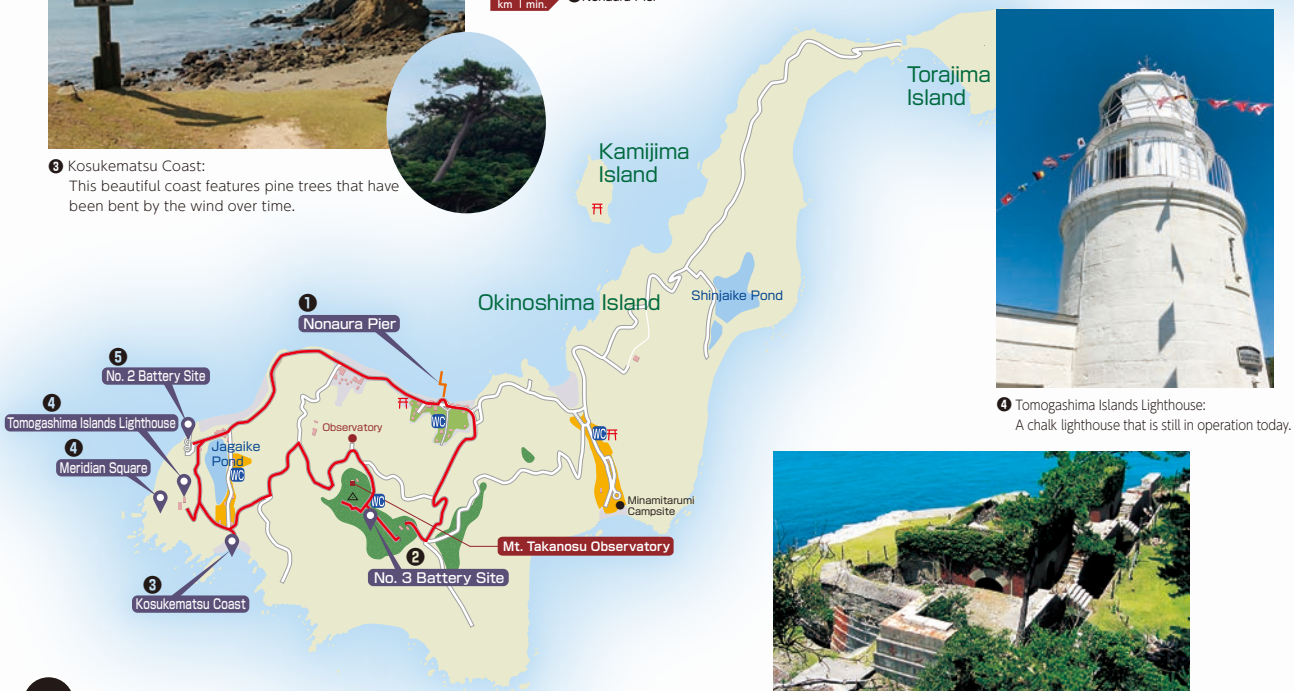 km 1 min.
❶Nonaura Pier
❸ Kosukematsu Coast:
This beautiful coast features pine trees that have
been bent by the wind over time.
Torajima
Island
Kamijima
Island
Okinoshima Island
Shinjaike Pond
❶
Nonaura Pier
❺
No. 2 Battery Site
❹
Tomogashima Islands Lighthouse
❹
Meridian Square
Jagaike
Pond
WC
Observatory
WC
WC
WC
Minamitarumi
Campsite
Mt. Takanosu Observatory
❷
No. 3 Battery Site
❸
Kosukematsu Coast
❹ Tomogashima Islands Lighthouse:
A chalk lighthouse that is still in operation today.